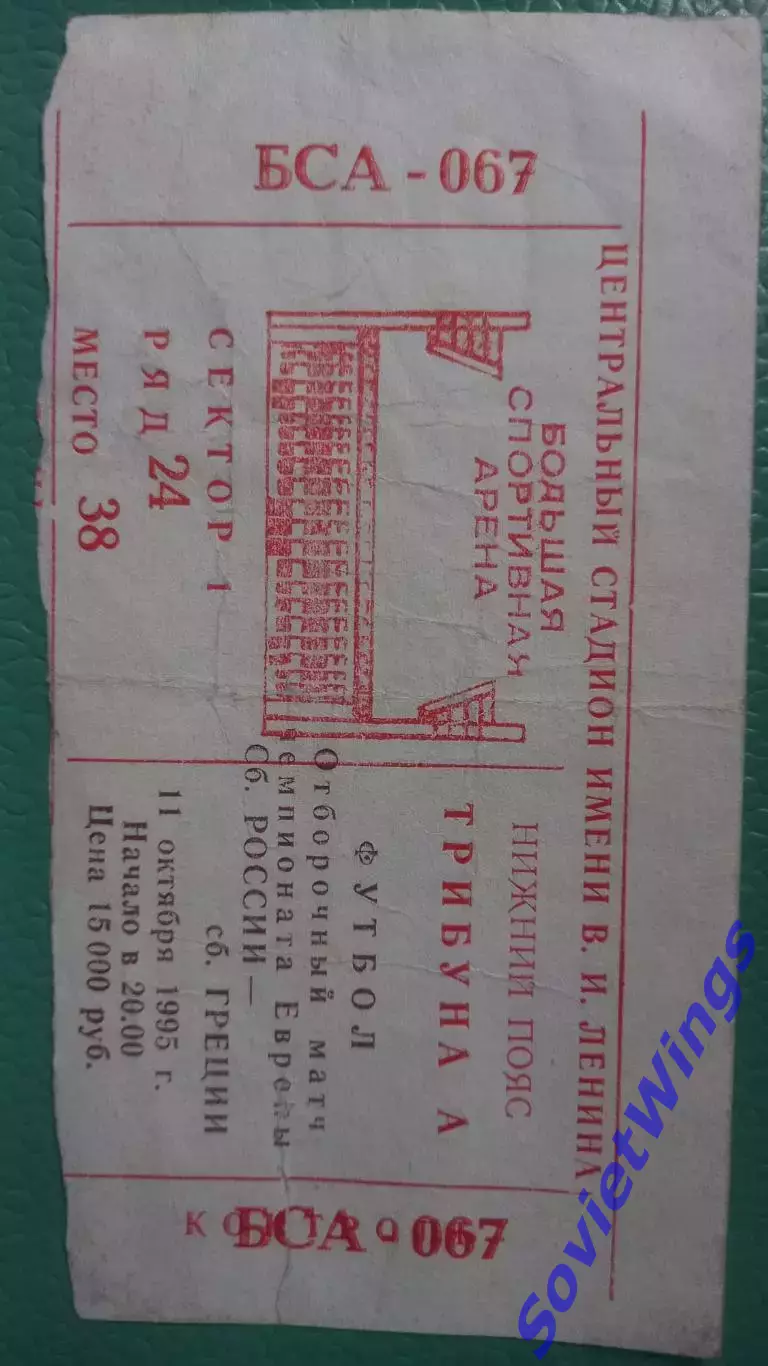 БСА - 067
ЦЕНТРАЛЬНЫЙ СТАДИОН ИМЕНИ В. И. ЛЕНИНА
БОЛЬШАЯ
СПОРТИВНАЯ
АРЕНА
СЕКТОР 1
РЯД 24
МЕСТО 38
НИЖНИЙ ПОЯС
ТРИБУНА А
ФУТБОЛ
Отборочный матч
чемпионата Европы
Сб. РОССИИ —
сб. ГРЕЦИИ
11 октября 1995 г.
Начало в 20.00
Цена 15 000 руб.
БСА - 067
SovietWings